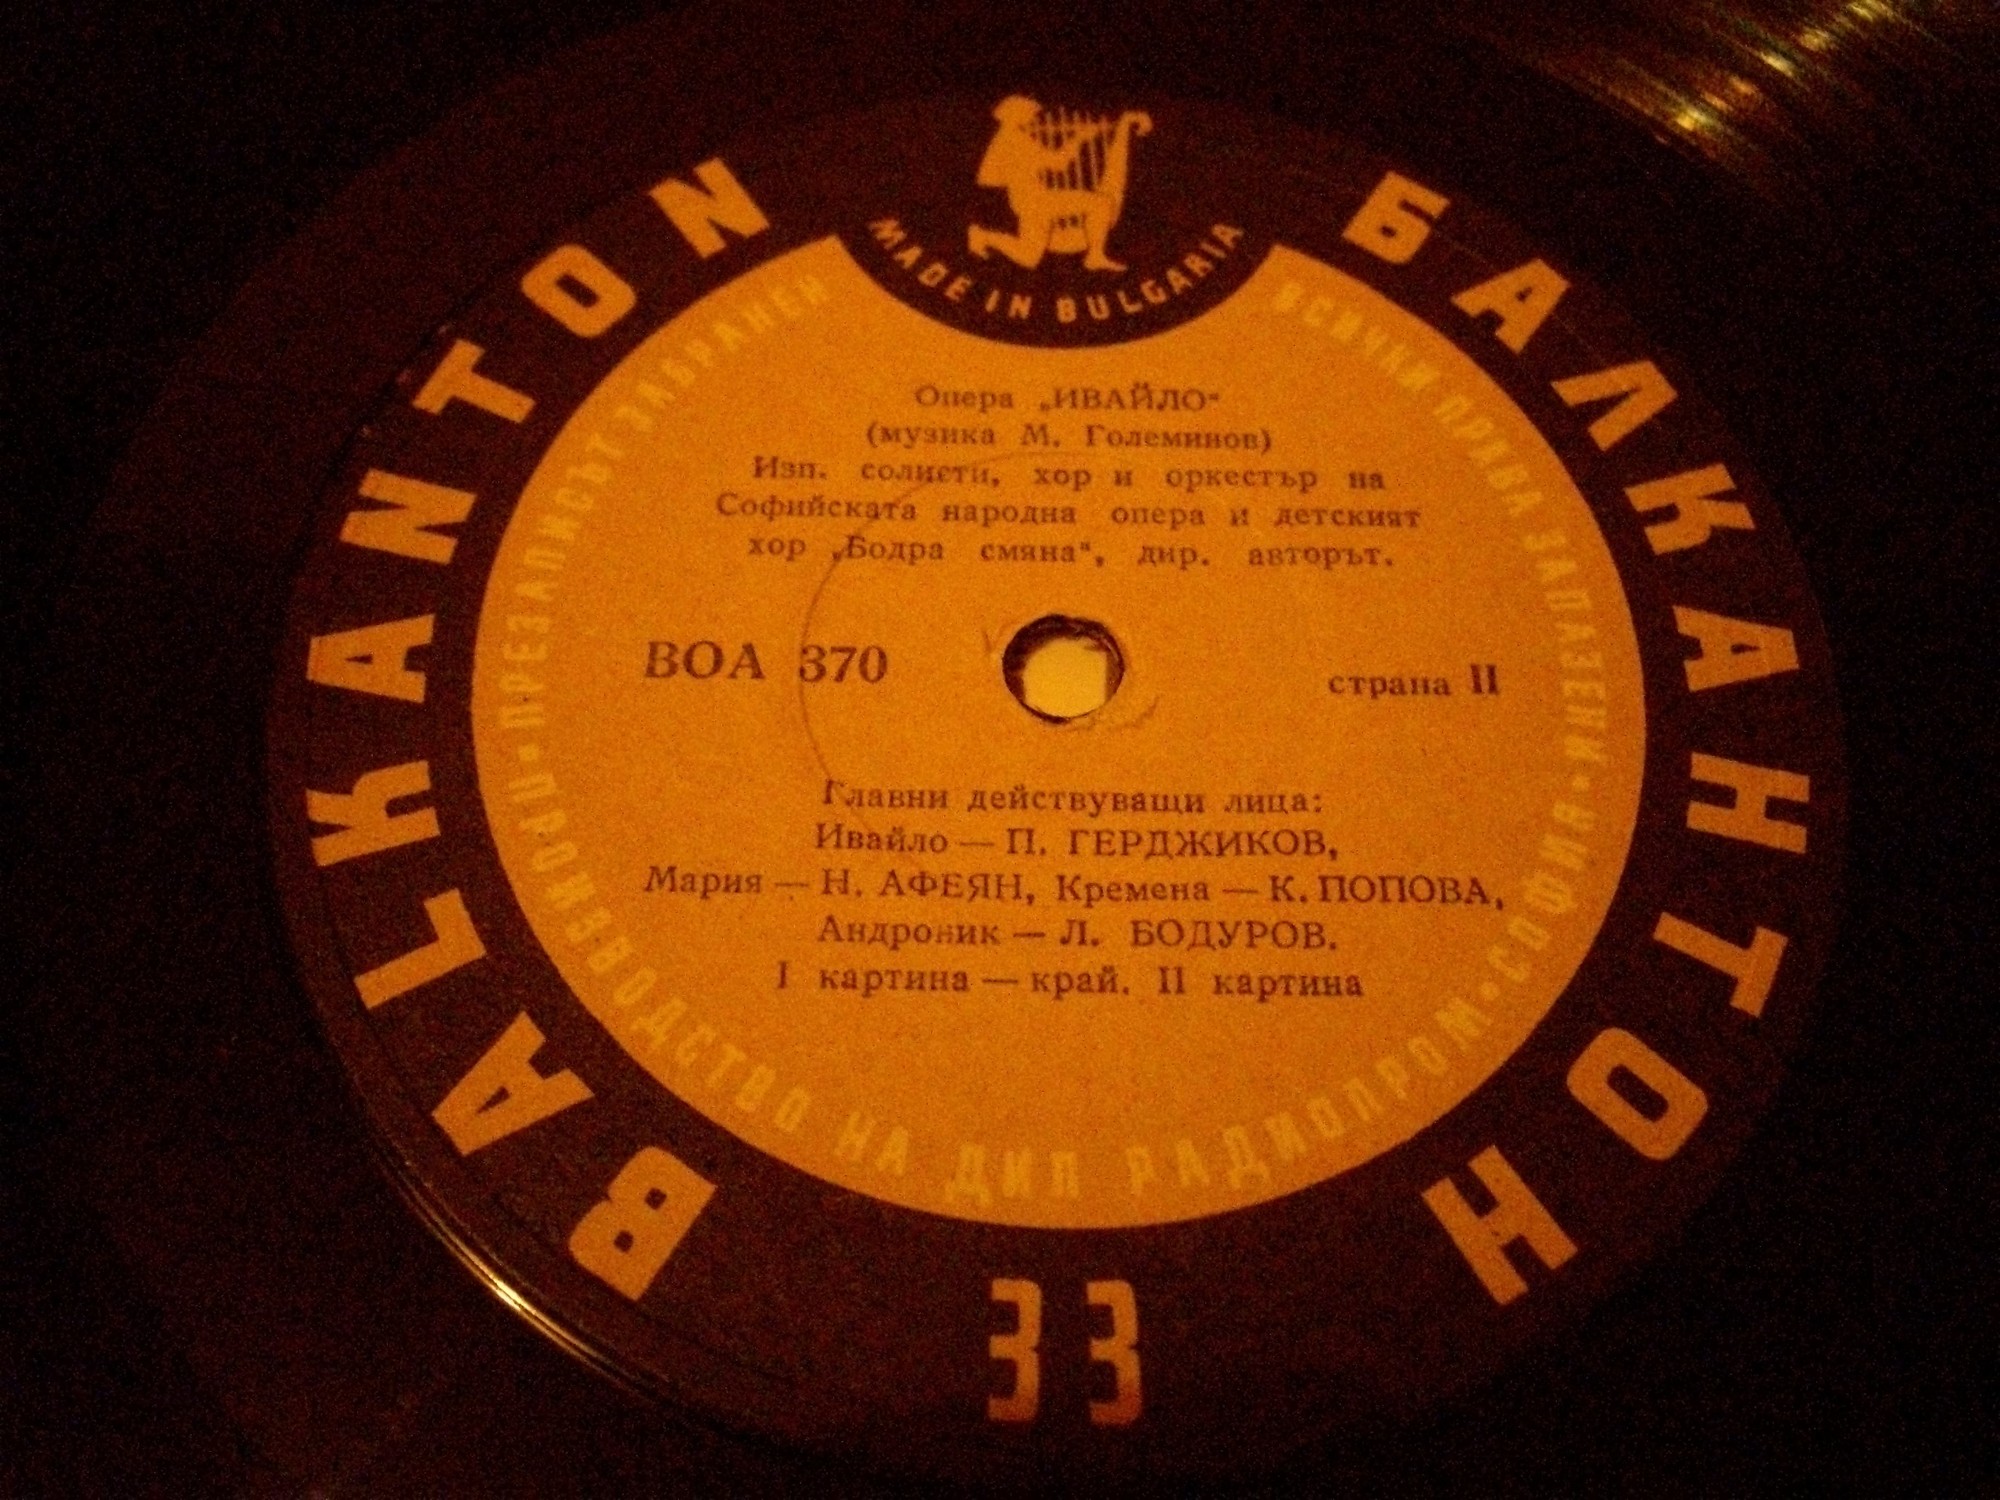 BALKANTON
БАЛКАНТОН
MADE IN BULGARIA
ВСИЧКИ ПРАВА ЗАПАЗЕНИ • СОФИЯ •
ПРОИЗВОДСТВО НА ДИП РАДИОПРОМ •
ПРЕЗАПИСЪТ ЗАБРАНЕН
Опера „ИВАЙЛО“
(музика М. Големинов)
Изп. солисти, хор и оркестър на
Софийската народна опера и детският
хор „Бодра смяна“, дир. авторът.
ВОА 370
страна II
Главни действуващи лица:
Ивайло — П. ГЕРДЖИКОВ,
Мария — Н. АФЕЯН, Кремена — К. ПОПОВА,
Андроник — Л. БОДУРОВ.
I картина — край. II картина
33